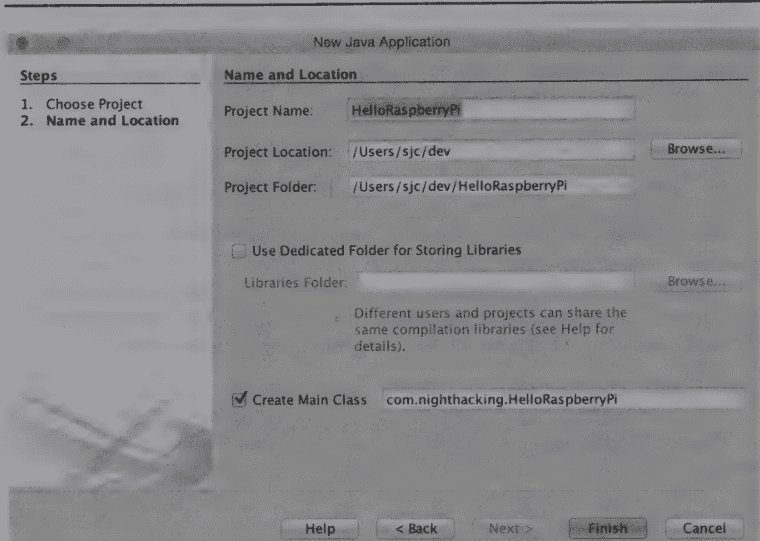 New Java Application
Steps
1. Choose Project
2. Name and Location
Name and Location
Project Name: HelloRaspberryPi
Project Location: /Users/sjc/dev Browse...
Project Folder: /Users/sjc/dev/HelloRaspberryPi
Use Dedicated Folder for Storing Libraries
Libraries Folder: Browse...
Different users and projects can share the
same compilation libraries (see Help for
details).
Create Main Class com.nighthacking.HelloRaspberryPi
Help < Back Next > Finish Cancel